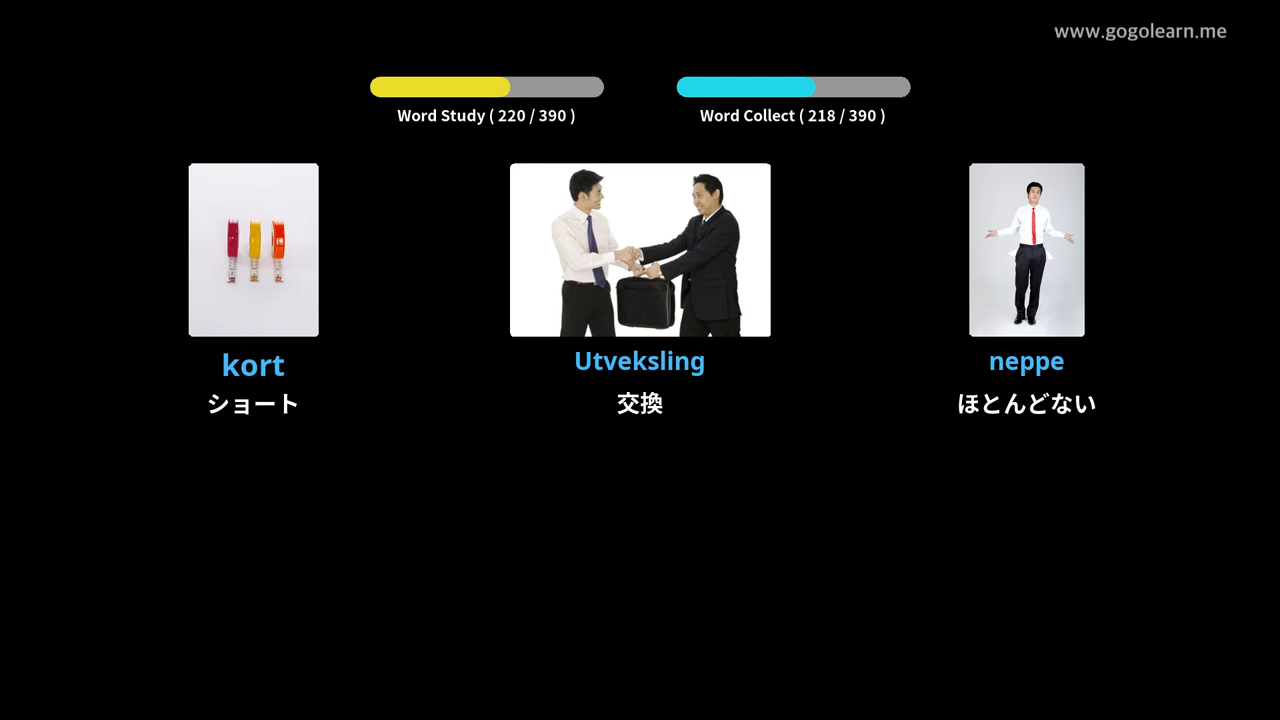 www.gogolearn.me
Word Study ( 220 / 390 )
Word Collect ( 218 / 390 )
kort
ショート
Utveksling
交換
neppe
ほとんどない